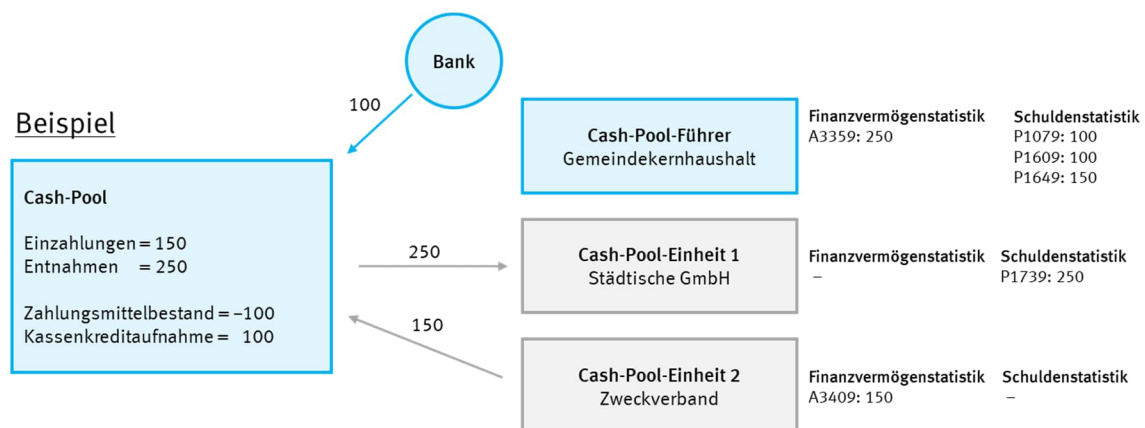 Bank
100
Beispiel
Cash-Pool
Einzahlungen = 150
Entnahmen = 250
Zahlungsmittelbestand = –100
Kassenkreditaufnahme = 100
250
150
Cash-Pool-Führer
Gemeindekernhaushalt
Finanzvermögenstatistik
A3359: 250
Schuldenstatistik
P1079: 100
P1609: 100
P1649: 150
Cash-Pool-Einheit 1
Städtische GmbH
Finanzvermögenstatistik
–
Schuldenstatistik
P1739: 250
Cash-Pool-Einheit 2
Zweckverband
Finanzvermögenstatistik
A3409: 150
Schuldenstatistik
–